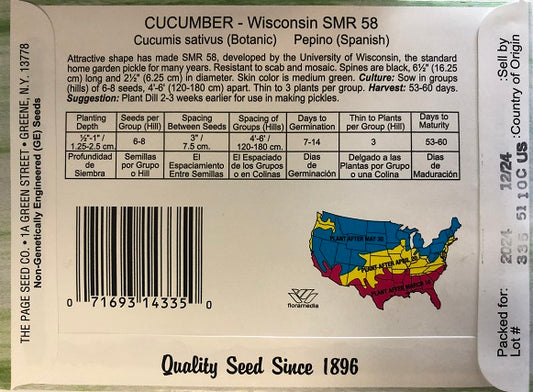 CUCUMBER - Wisconsin SMR 58
Cucumis sativus (Botanic) Pepino (Spanish)
Attractive shape has made SMR 58, developed by the University of Wisconsin, the standard
home garden pickle for many years. Resistant to scab and mosaic. Spines are black, 6½" (16.25
cm) long and 2½" (6.25 cm) in diameter. Skin color is medium green. Culture: Sow in groups
(hills) of 6-8 seeds, 4'-6' (120-180 cm) apart. Thin to 3 plants per group. Harvest: 53-60 days.
Suggestion: Plant Dill 2-3 weeks earlier for use in making pickles.
Planting Depth Seeds per Group (Hill) Spacing Between Seeds Spacing of Groups (Hills) Days to Germination Thin to Plants per Group (Hill) Days to Maturity
½"-1" / 1.25-2.5 cm. 6-8 3" / 7.5 cm. 4'-6' / 120-180 cm. 7-14 3 53-60
Profundidad de Siembra Semillas por Grupo o Hill El Espaciamiento Entre Semillas El Espaciado de los Grupos o en Colinas Dias de Germinación Delgado a las Plantas por Grupo o una Colina Dias de Maduración
0 71693 14335 0
PLANT AFTER MAY 30
PLANT AFTER APRIL 30
PLANT AFTER MARCH 15
floramedia
Quality Seed Since 1896
THE PAGE SEED CO. • 1A GREEN STREET • GREENE, N.Y. 13778
Non-Genetically Engineered (GE) Seeds
Packed for: 2024 12/24 :Sell by
Lot # 335 51 10C US :Country of Origin